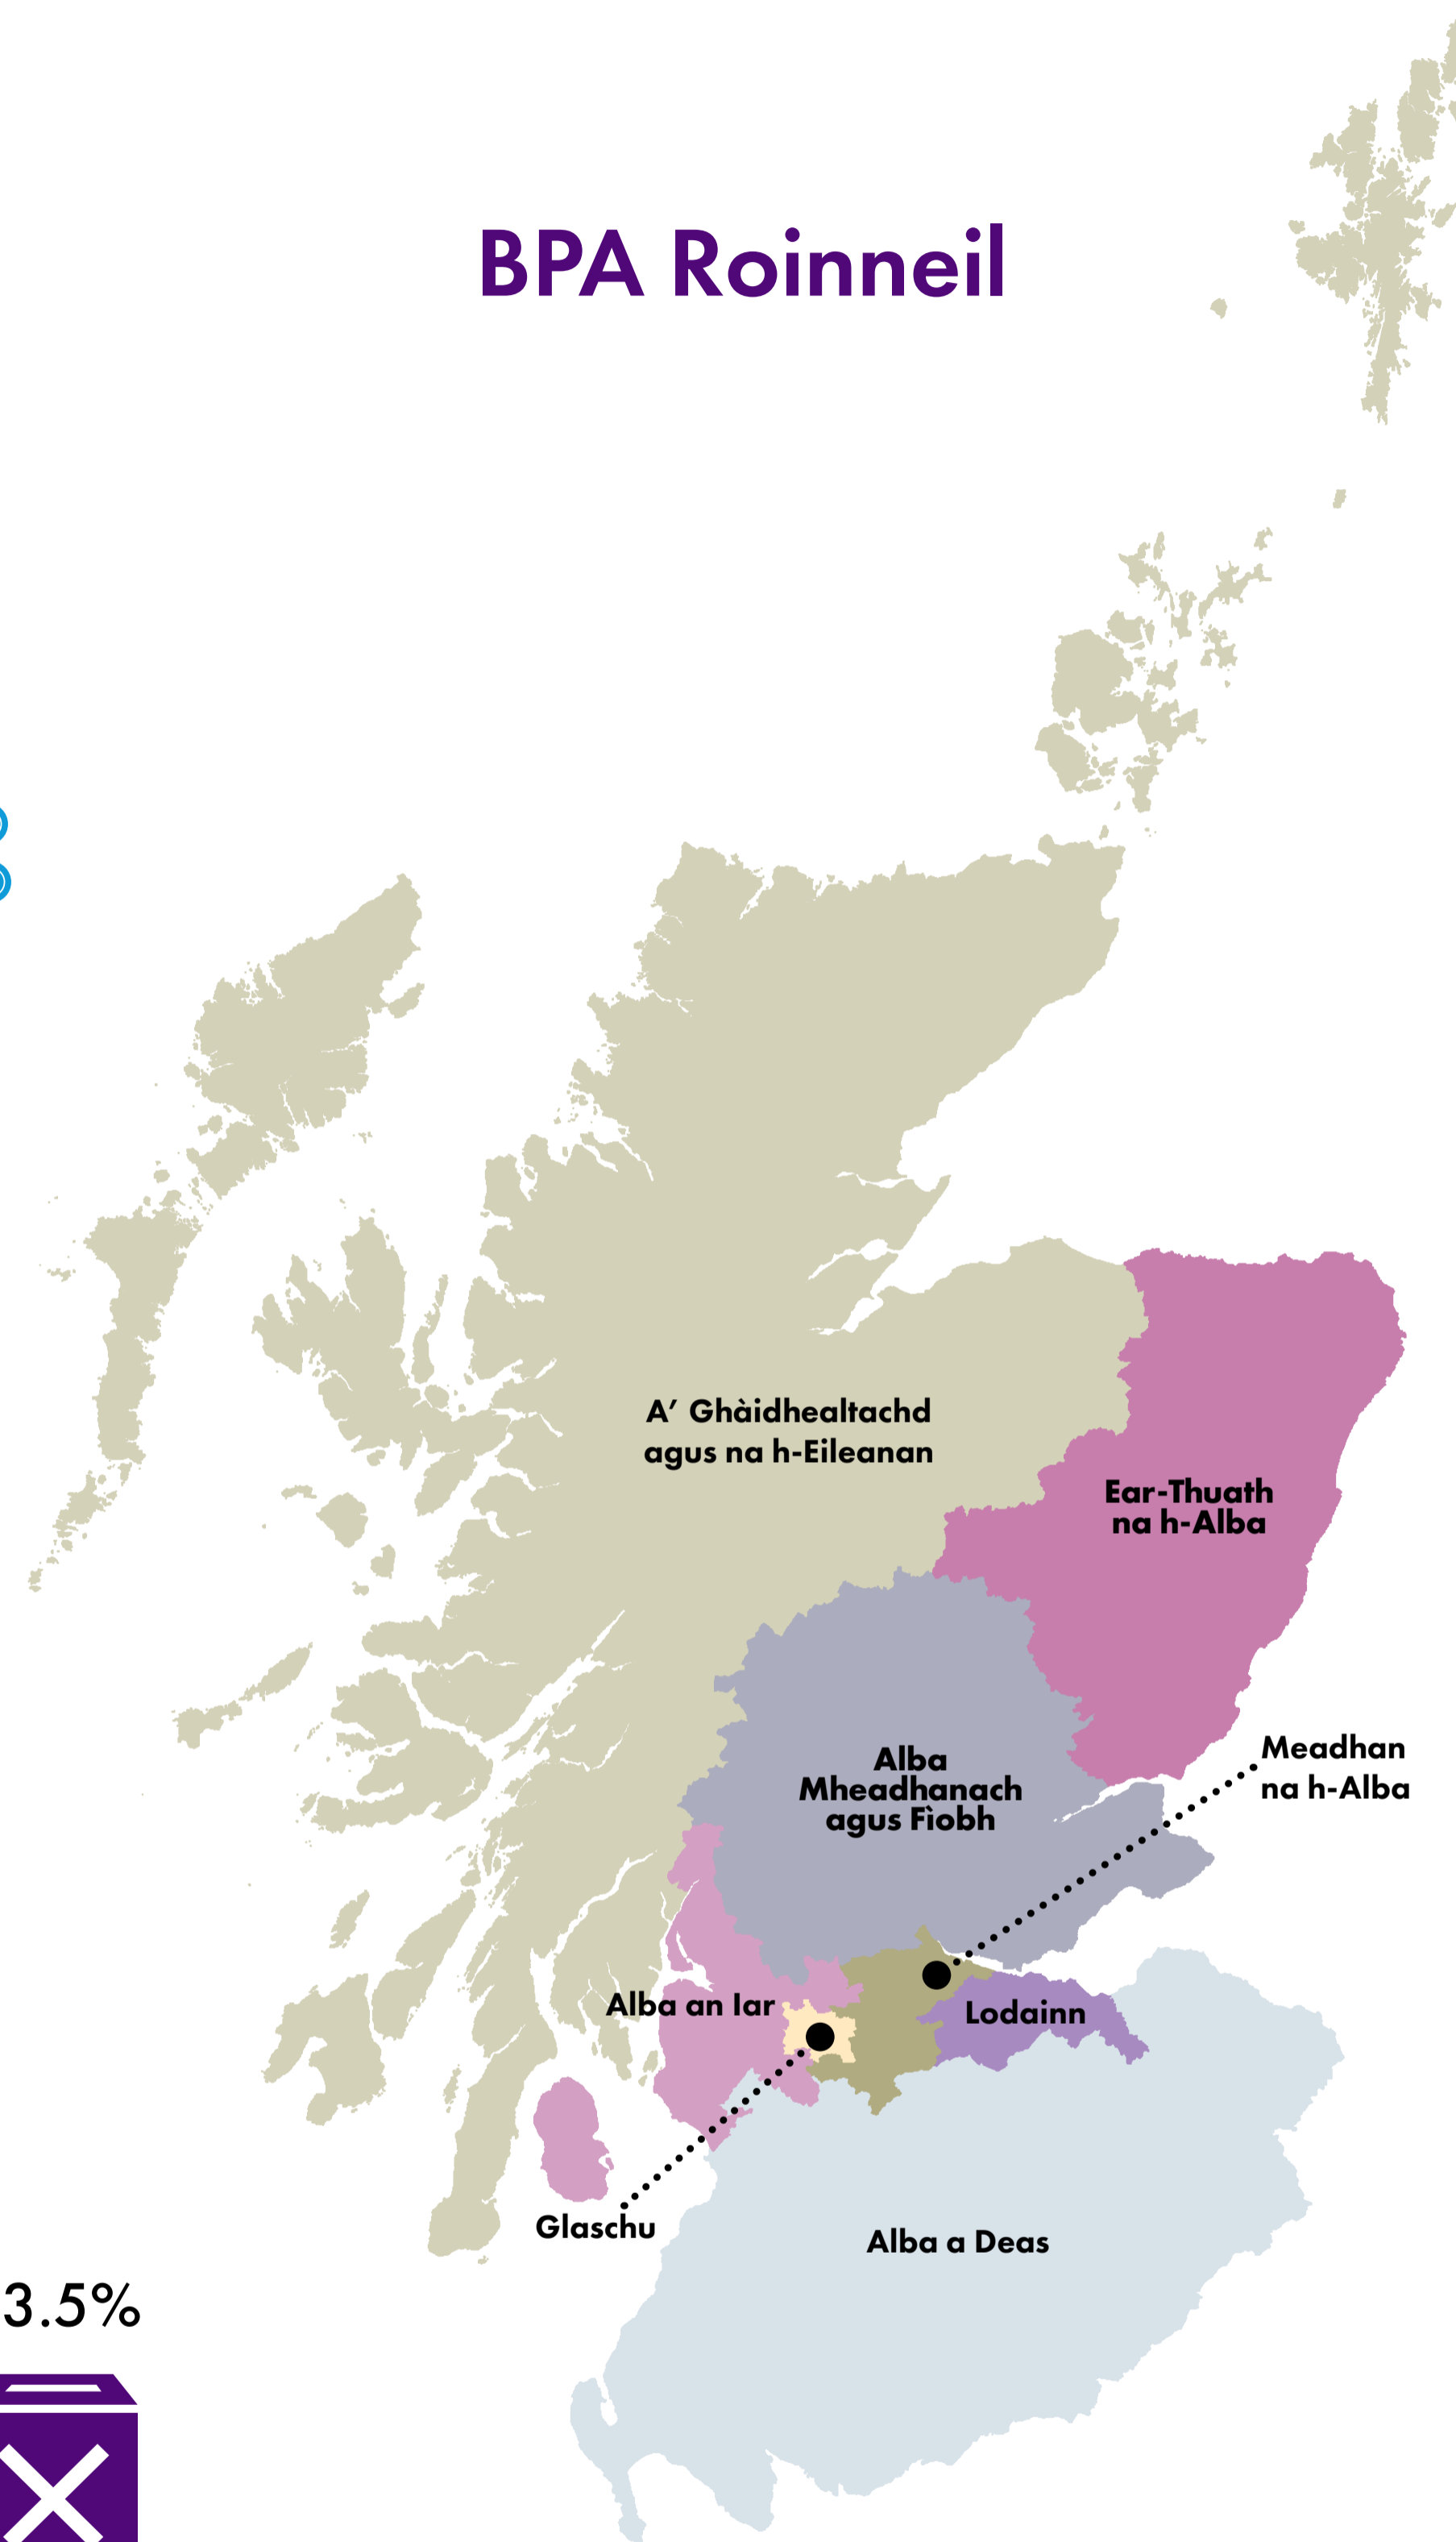 BPA Roinneil
A’ Ghàidhealtachd
agus na h-Eileanan
Ear-Thuath
na h-Alba
Alba
Mheadhanach
agus Fìobh
Meadhan
na h-Alba
Alba an Iar
Lodainn
Glaschu
Alba a Deas
3.5%